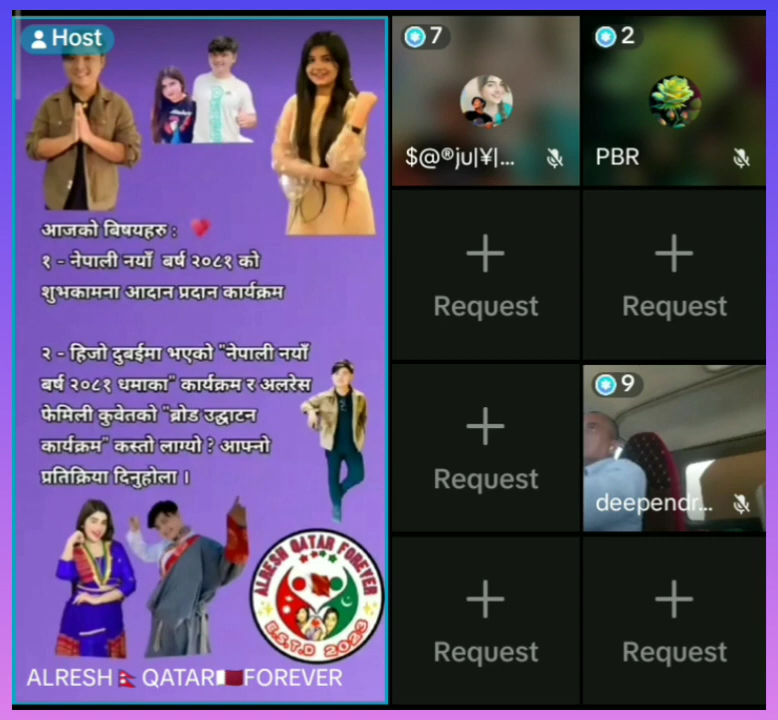 Host
आजको बिषयहरु :
१ - नेपाली नयाँ बर्ष २०८१ को
शुभकामना आदान प्रदान कार्यक्रम
२ - हिजो दुबईमा भएको "नेपाली नयाँ
बर्ष २०८१ धमाका" कार्यक्रम र अलरेस
फेमिली कुवेतको "ब्रोड उद्घाटन
कार्यक्रम" कस्तो लाग्यो ? आफ्नो
प्रतिक्रिया दिनुहोला ।
ALRESH QATAR FOREVER
E.S.T.D 2023
ALRESH🇳🇵QATAR🇶🇦FOREVER
7
$@®ju|¥|...
2
PBR
Request
Request
Request
9
deependr...
Request
Request